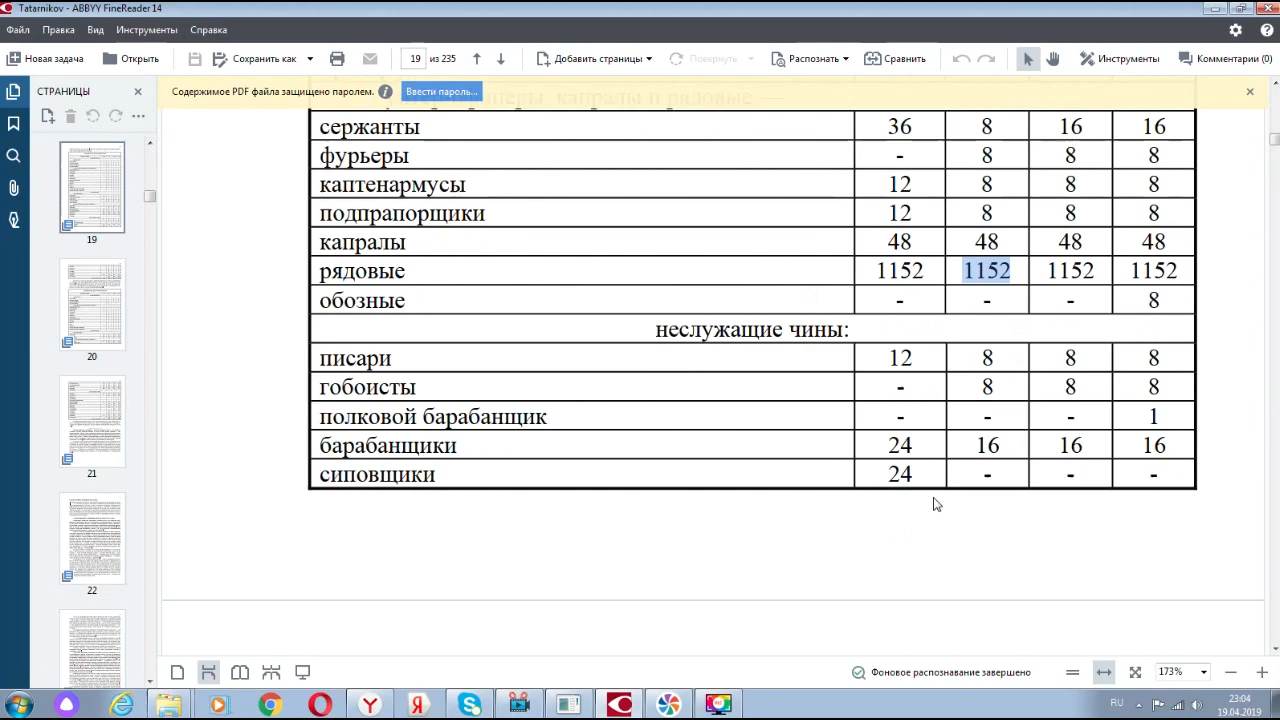 Tatarnikov - ABBYY FineReader 14
Файл Правка Вид Инструменты Справка
Новая задача Открыть Сохранить как 19 из 235 Добавить страницы Повернуть Распознать Сравнить Инструменты Комментарии (0)
СТРАНИЦЫ
Содержимое PDF файла защищено паролем. Ввести пароль...
капралы и рядовые
сержанты 36 8 16 16
фурьеры - 8 8 8
каптенармусы 12 8 8 8
подпрапорщики 12 8 8 8
капралы 48 48 48 48
рядовые 1152 1152 1152 1152
обозные - - - 8
неслужащие чины:
писари 12 8 8 8
гобоисты - 8 8 8
полковой барабанщик - - - 1
барабанщики 24 16 16 16
сиповщики 24 - - -
19
20
21
22
Фоновое распознавание завершено 173%
RU 23:04
19.04.2019